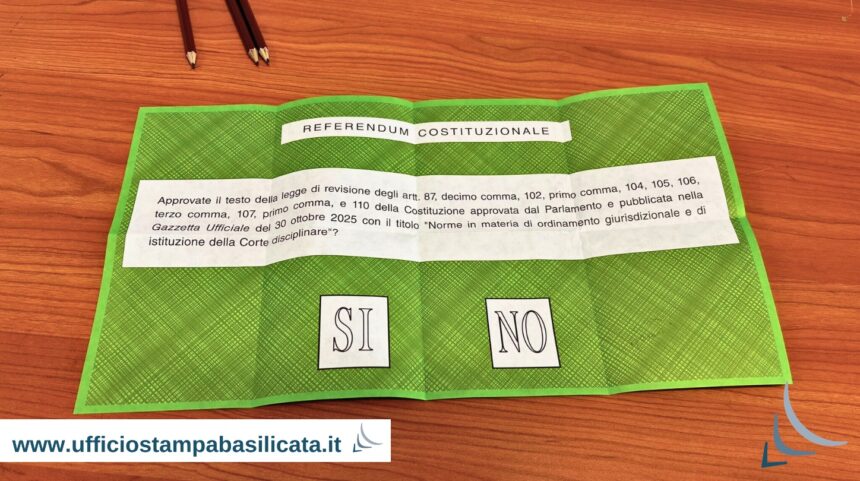 REFERENDUM COSTITUZIONALE
Approvate il testo della legge di revisione degli artt. 87, decimo comma, 102, primo comma, 104, 105, 106,
terzo comma, 107, primo comma, e 110 della Costituzione approvata dal Parlamento e pubblicata nella
Gazzetta Ufficiale del 30 ottobre 2025 con il titolo "Norme in materia di ordinamento giurisdizionale e di
istituzione della Corte disciplinare"?
SI NO
www.ufficiostampabasilicata.it